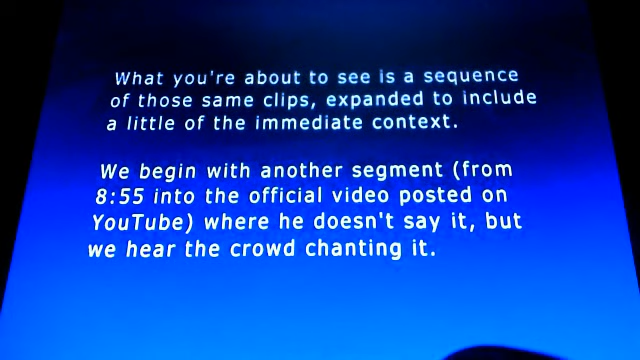 What you're about to see is a sequence
of those same clips, expanded to include
a little of the immediate context.
We begin with another segment (from
8:55 into the official video posted on
YouTube) where he doesn't say it, but
we hear the crowd chanting it.